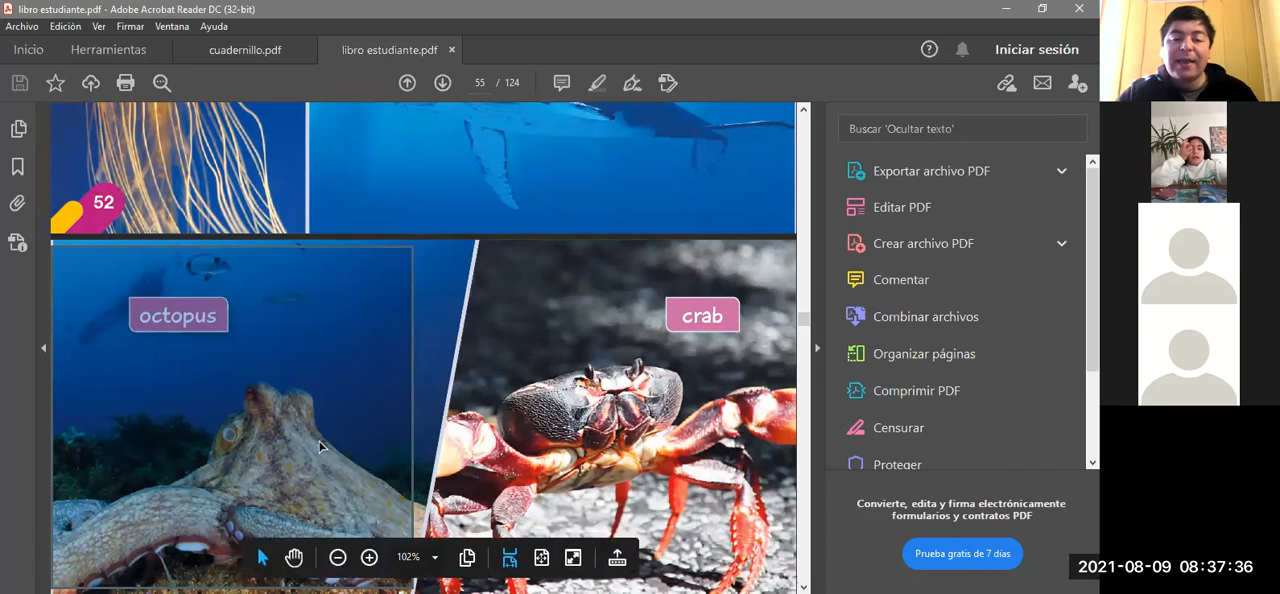 libro estudiante.pdf - Adobe Acrobat Reader DC (32-bit)
Archivo Edición Ver Firmar Ventana Ayuda
Inicio Herramientas cuadernillo.pdf libro estudiante.pdf × Iniciar sesión
55 / 124
Buscar 'Ocultar texto'
Exportar archivo PDF
Editar PDF
Crear archivo PDF
Comentar
Combinar archivos
Organizar páginas
Comprimir PDF
Censurar
Proteger
Convierte, edita y firma electrónicamente
formularios y contratos PDF
Prueba gratis de 7 días
52
octopus
crab
102%
2021-08-09 08:37:36